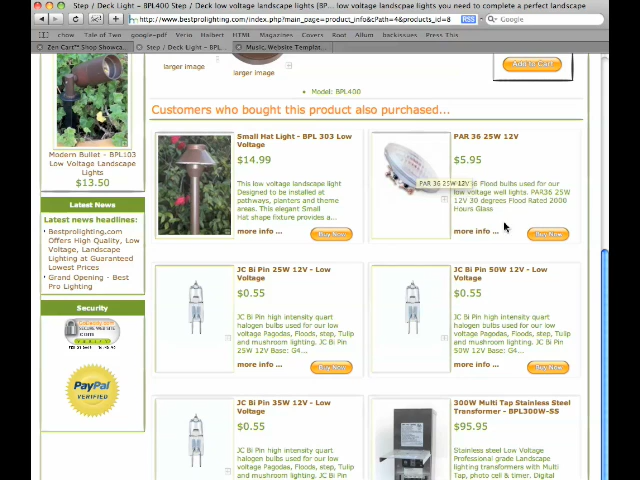 Step / Deck Light - BPL400 Step / Deck Low voltage landscape lights [BP... low voltage landscpae lights you need to complete a perfect landscape
http://www.bestprolighting.com/index.php?main_page=product_info&cPath=4&products_id=8
RSS
Google
chow Tale of Two google=pdf Verio Halbert HTML Magazines Covers Root Alium backissues Press This
Zen Cart™ Shop Showca...
Step / Deck Light - BPL...
Music, Website Templat...
larger image
larger image
Add to Cart
Model: BPL400
Customers who bought this product also purchased...
Modern Bullet - BPL103
Low Voltage Landscape
Lights
$13.50
Latest News
Latest news headlines:
Bestprolighting.com
Offers High Quality, Low
Voltage, Landscape
Lighting at Guaranteed
Lowest Prices
Grand Opening - Best
Pro Lighting
Security
PayPal
VERIFIED
Small Hat Light - BPL 303 Low
Voltage
$14.99
This low voltage landscape light
Designed to be installed at
pathways, planters and theme
areas. This elegant Small
Hat shape fixture provides a...
more info ...
Buy Now
PAR 36 25W 12V
$5.95
PAR 36 25W 12V
36 Flood bulbs used for our
low voltage well lights. PAR36 25W
12V 30 degrees Flood Rated 2000
Hours Glass
more info ...
Buy Now
JC Bi Pin 25W 12V - Low
Voltage
$0.55
JC Bi Pin high intensity quart
halogen bulbs used for our low
voltage Pagodas, Floods, step, Tulip
and mushroom lighting. JC Bi Pin
25W 12V Base: G4...
more info ...
Buy Now
JC Bi Pin 50W 12V - Low
Voltage
$0.55
JC Bi Pin high intensity quart
halogen bulbs used for our low
voltage Pagodas, Floods, step, Tulip
and mushroom lighting. JC Bi Pin
50W 12V Base: G4...
more info ...
Buy Now
JC Bi Pin 35W 12V - Low
Voltage
$0.55
JC Bi Pin high intensity quart
halogen bulbs used for our low
voltage Pagodas, Floods, step, Tulip
300W Multi Tap Stainless Steel
Transformer - BPL300W-SS
$95.95
Stainless steel Low Voltage
Professional grade Landscape
lighting transformers with Multi
Tap, photo cell & timer. Digital